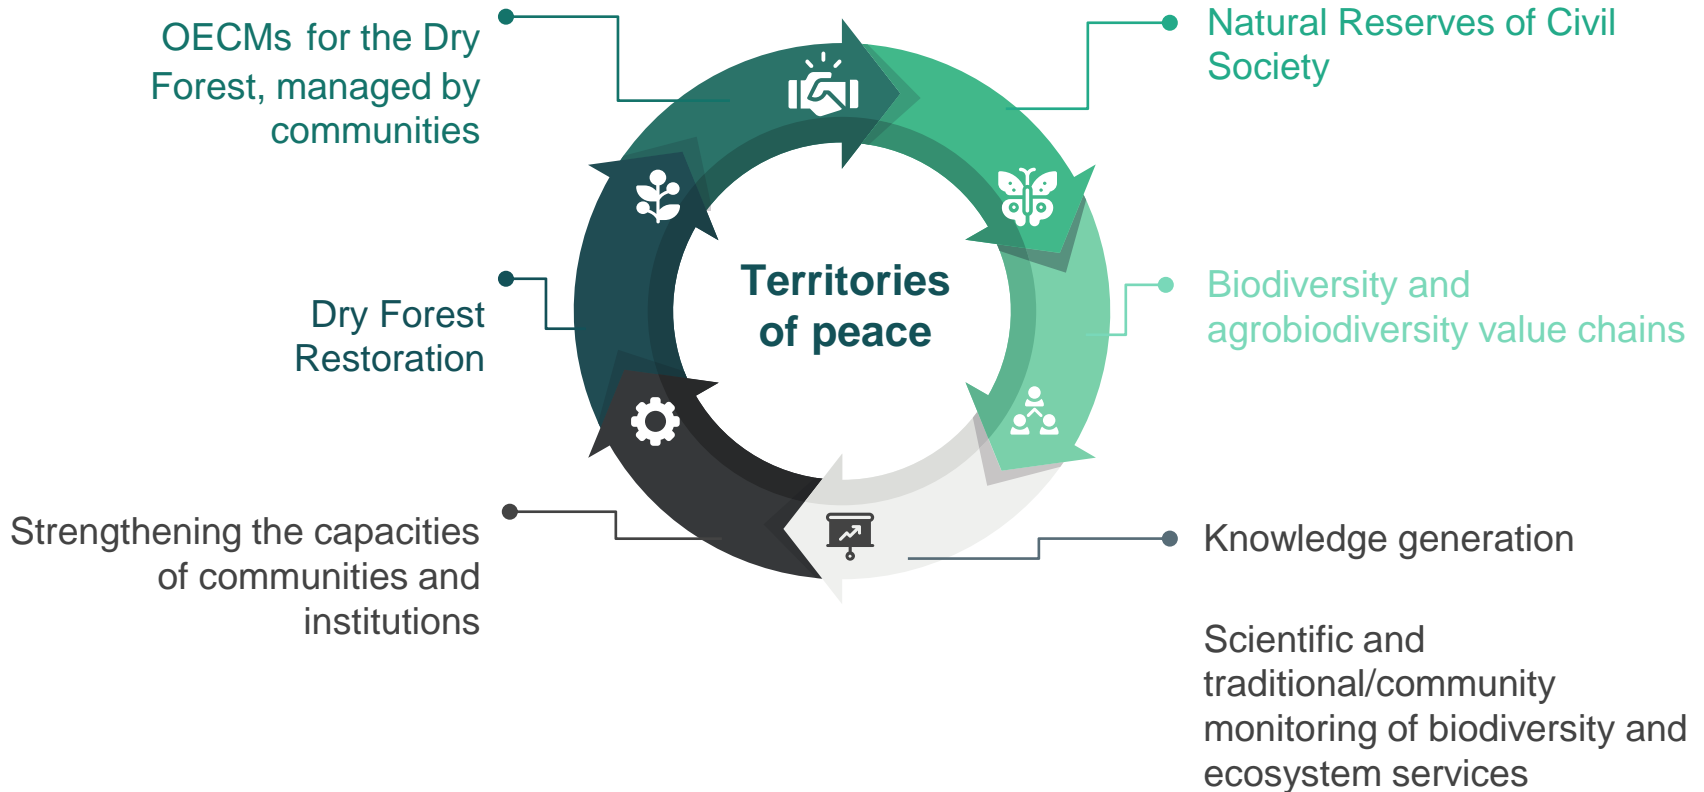 OECMs for the Dry
Forest, managed by
communities
Natural Reserves of Civil
Society
Territories
of peace
Dry Forest
Restoration
Biodiversity and
agrobiodiversity value chains
Strengthening the capacities
of communities and
institutions
Knowledge generation
Scientific and
traditional/community
monitoring of biodiversity and
ecosystem services